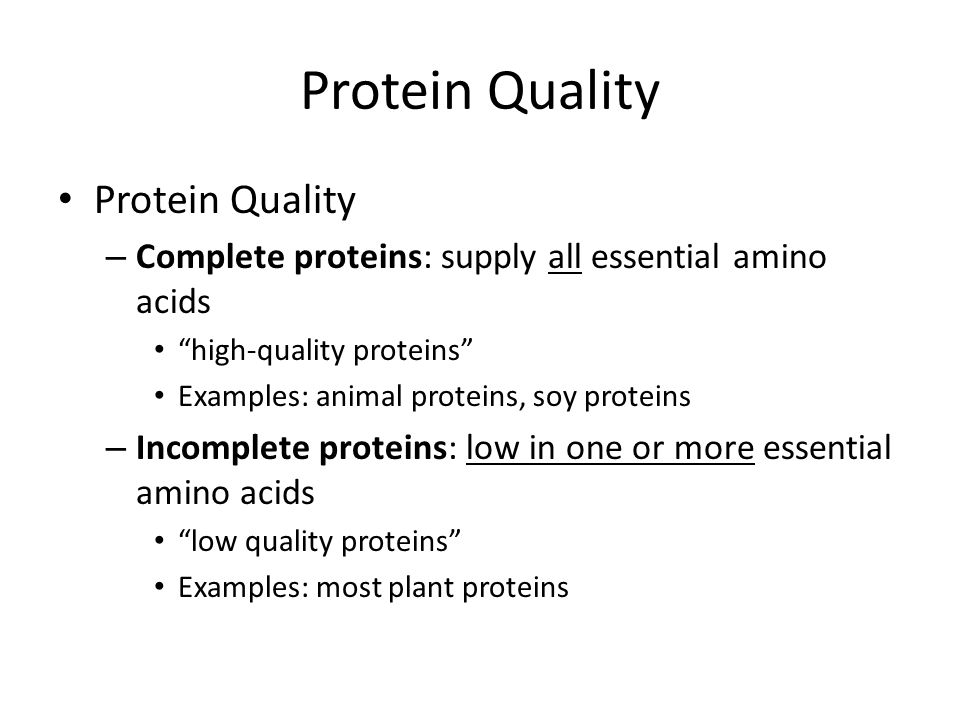 Protein Quality
• Protein Quality
– Complete proteins: supply all essential amino
acids
• “high-quality proteins”
• Examples: animal proteins, soy proteins
– Incomplete proteins: low in one or more essential
amino acids
• “low quality proteins”
• Examples: most plant proteins